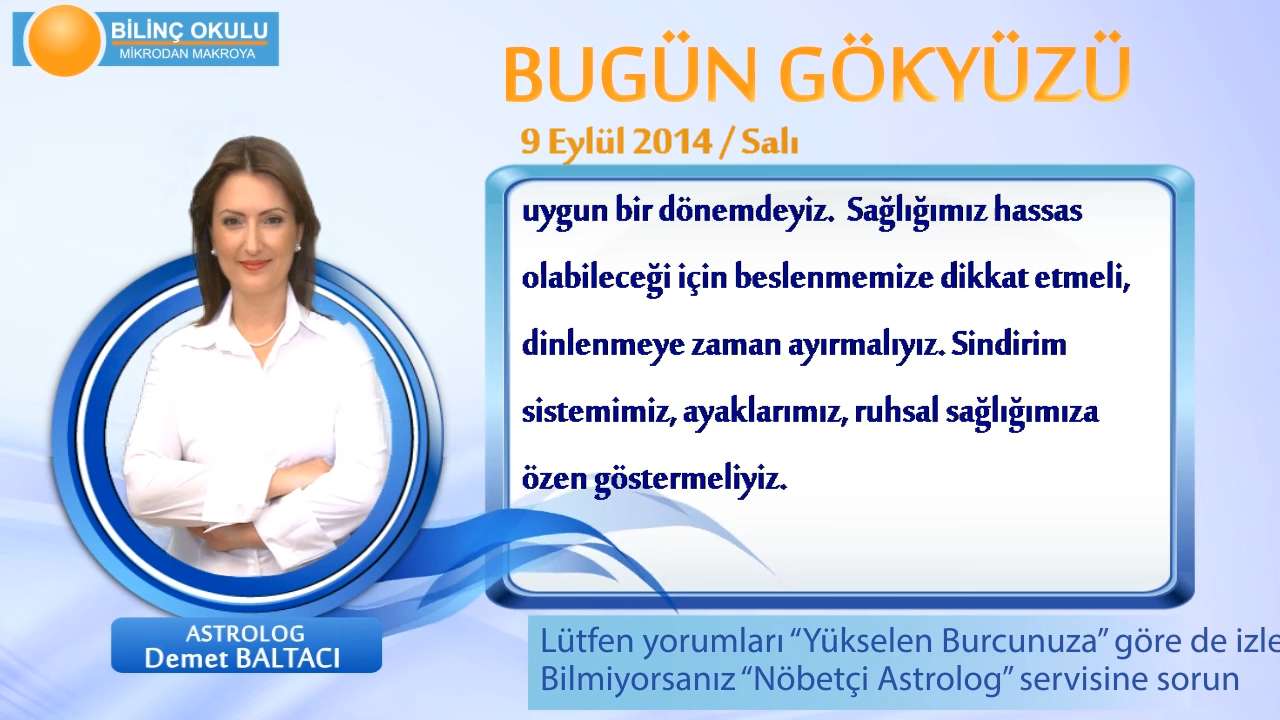 BİLİNÇ OKULU
MİKRODAN MAKROYA
BUGÜN GÖKYÜZÜ
9 Eylül 2014 / Salı
uygun bir dönemdeyiz. Sağlığımız hassas
olabileceği için beslenmemize dikkat etmeli,
dinlenmeye zaman ayırmalıyız. Sindirim
sistemimiz, ayaklarımız, ruhsal sağlığımıza
özen göstermeliyiz.
ASTROLOG
Demet BALTACI
Lütfen yorumları “Yükselen Burcunuza” göre de izle
Bilmiyorsanız “Nöbetçi Astrolog” servisine sorun